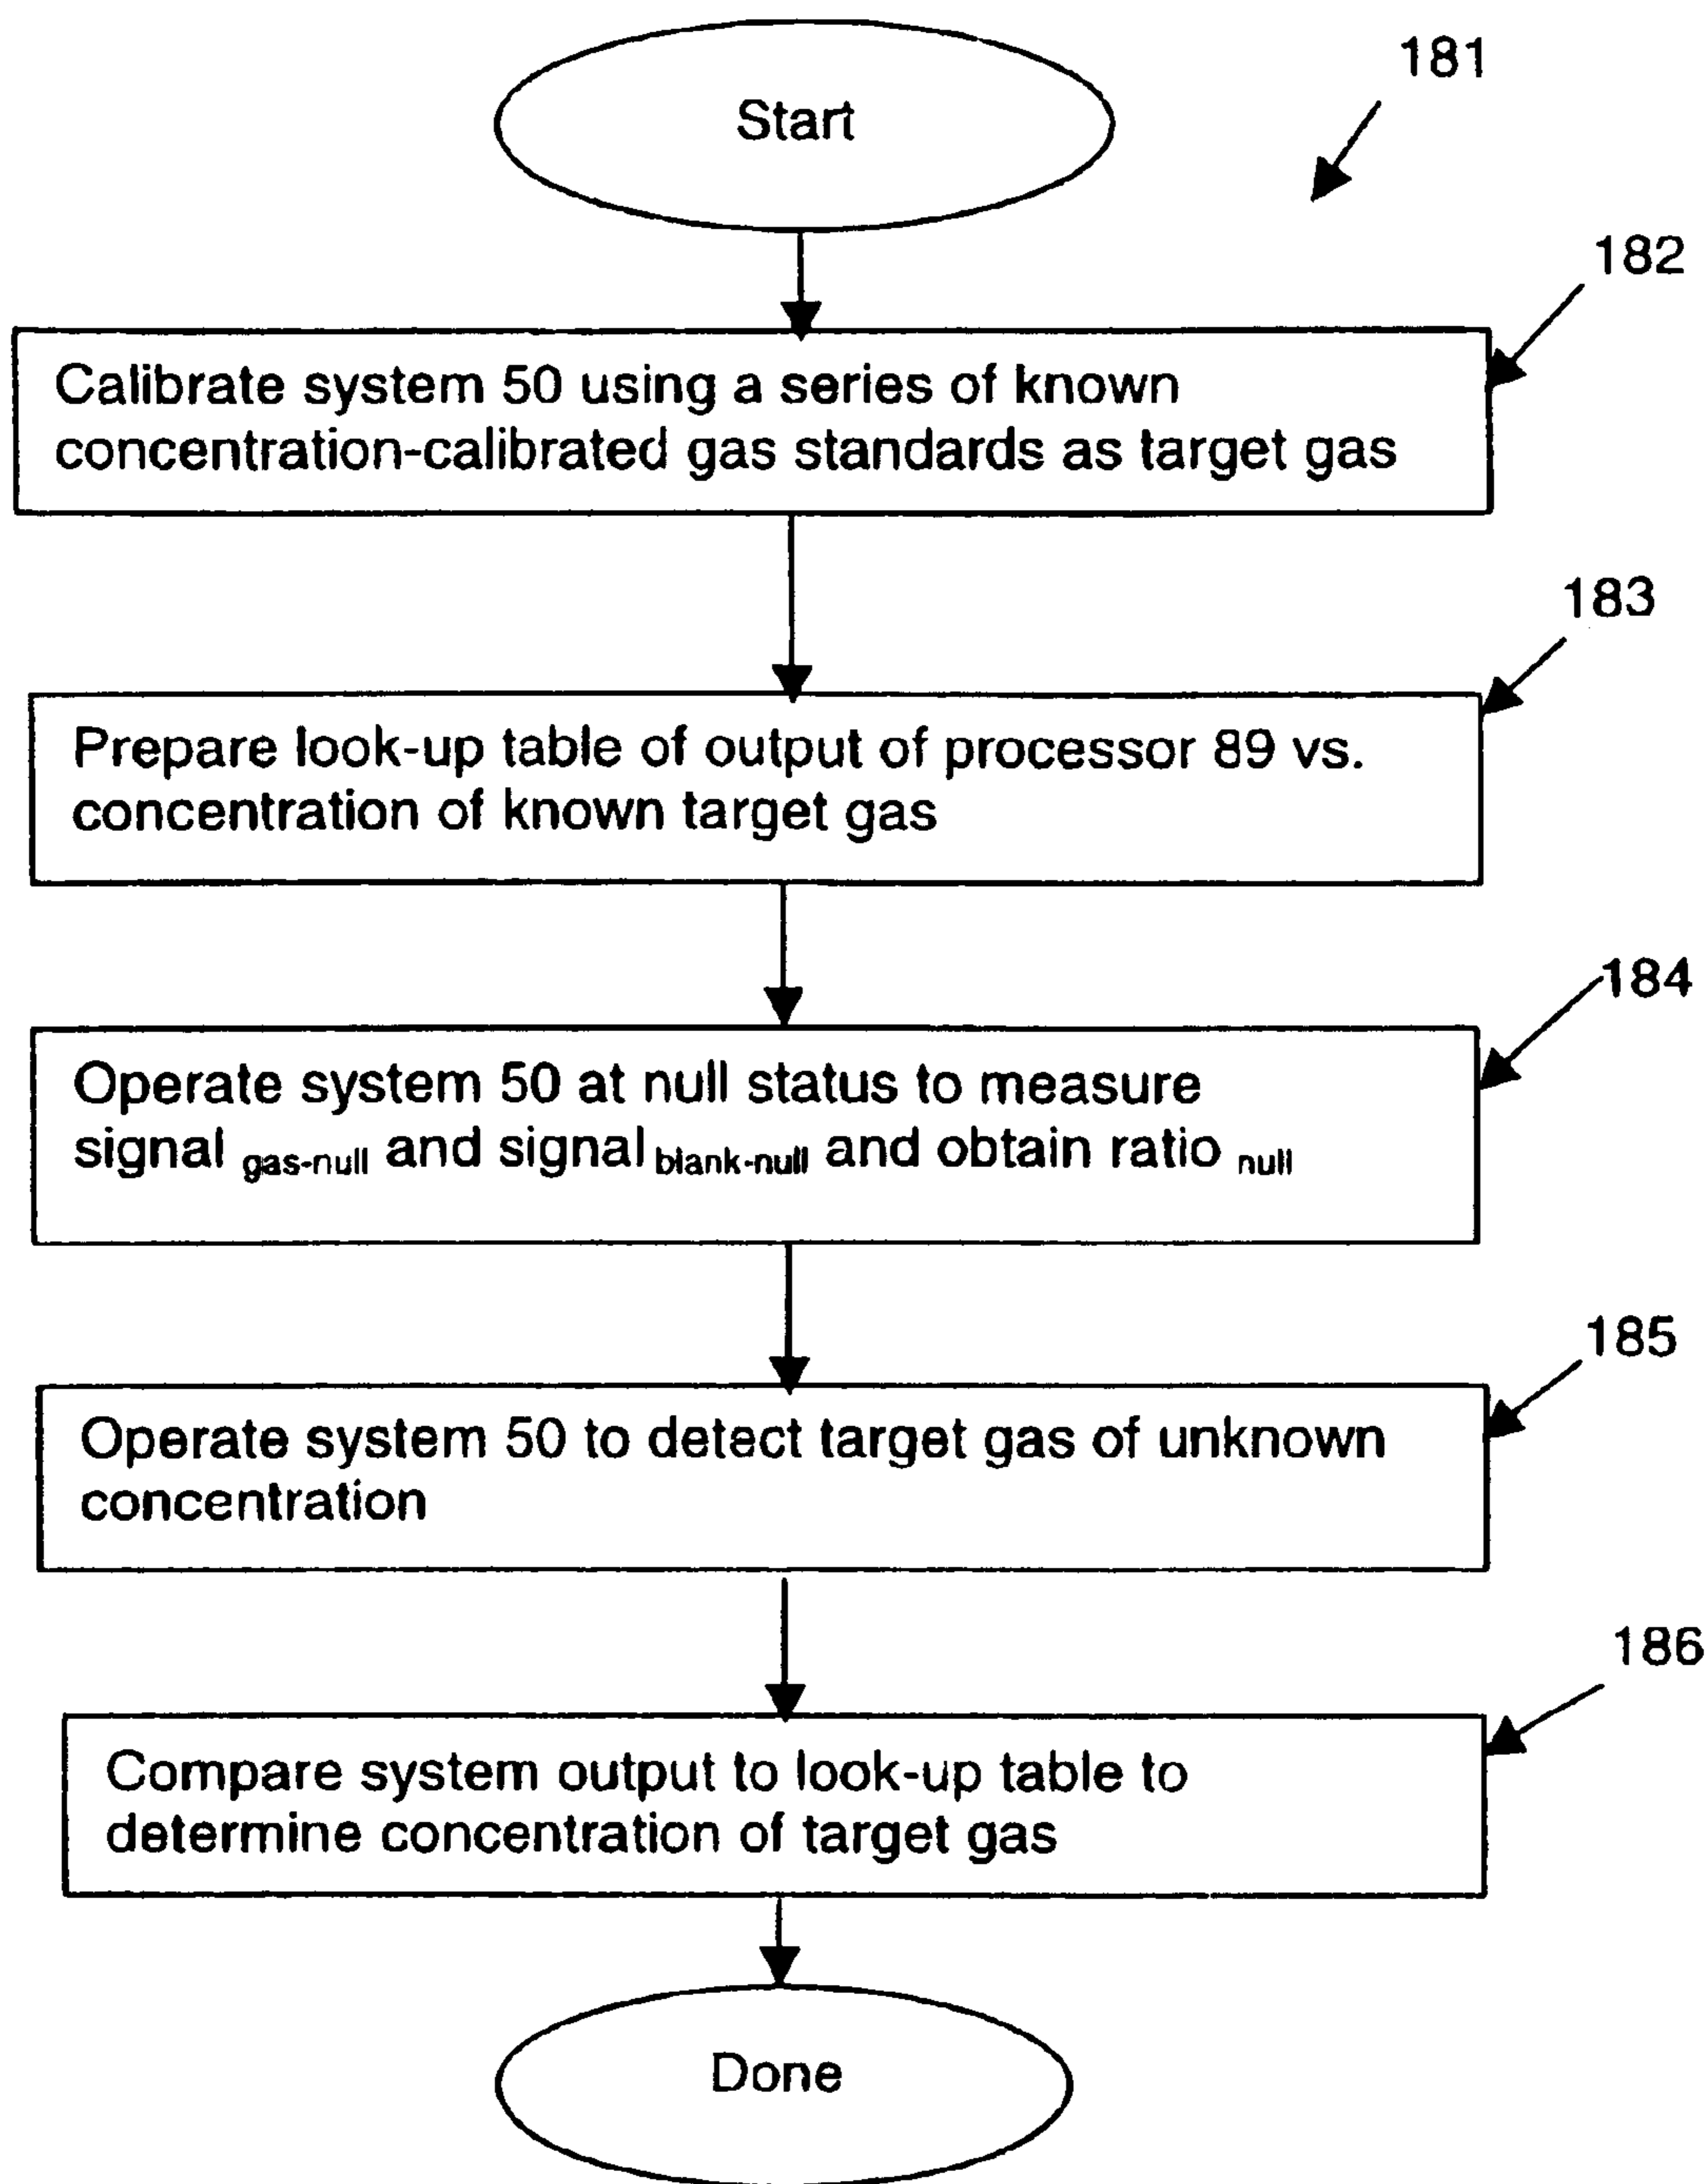 Start
181
182
Calibrate system 50 using a series of known
concentration-calibrated gas standards as target gas
183
Prepare look-up table of output of processor 89 vs.
concentration of known target gas
184
Operate system 50 at null status to measure
signal gas-null and signal blank-null and obtain ratio null
185
Operate system 50 to detect target gas of unknown
concentration
186
Compare system output to look-up table to
determine concentration of target gas
Done